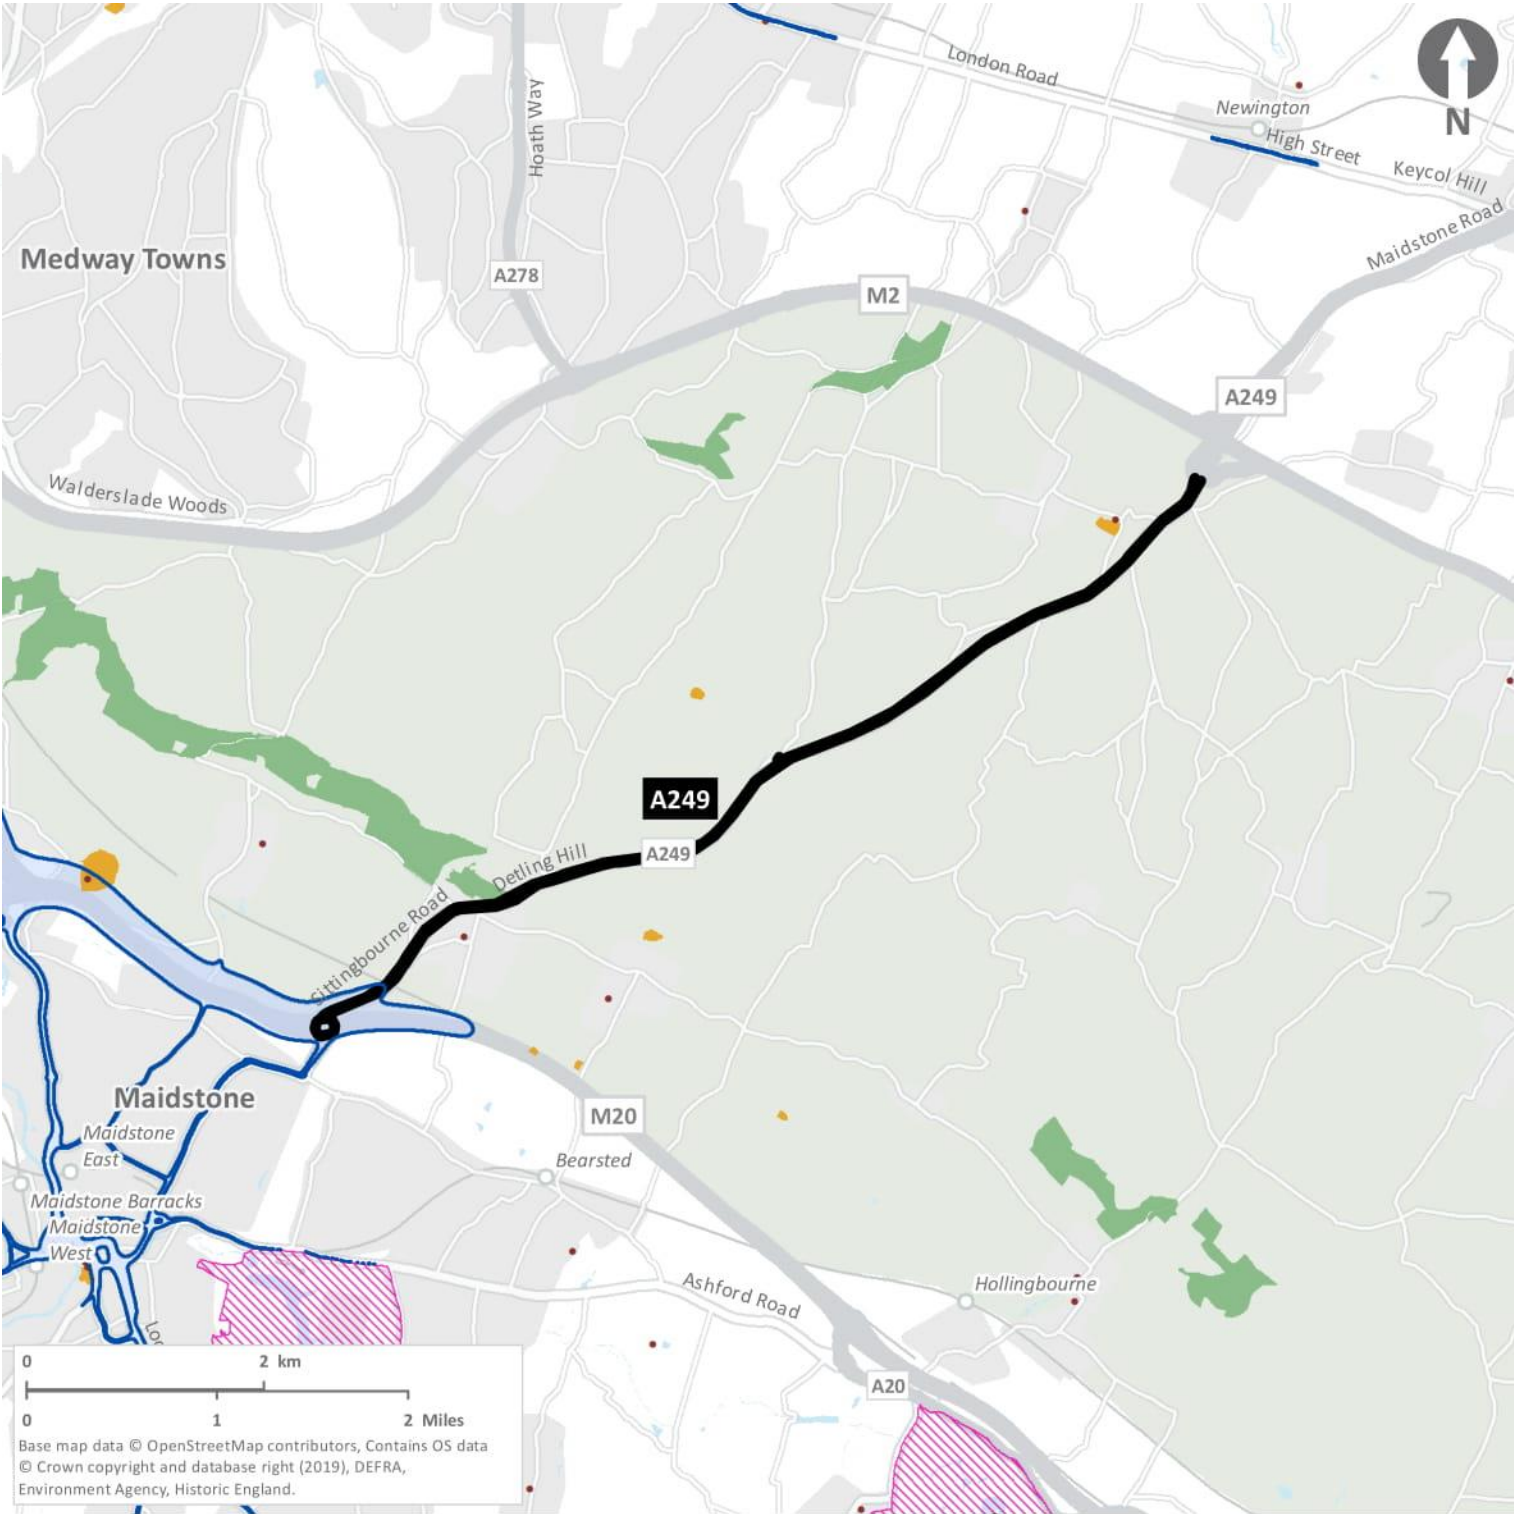 London Road
Hoath Way
Newington
N
High Street
Keycol Hill
Maidstone Road
Medway Towns
A278
M2
A249
Walderslade Woods
A249
Detling Hill
A249
Sittingbourne Road
Maidstone
M20
Maidstone
East
Bearsted
Maidstone Barracks
Maidstone
West
Ashford Road
Hollingbourne
0 2 km
A20
0 1 2 Miles
Base map data © OpenStreetMap contributors, Contains OS data
© Crown copyright and database right (2019), DEFRA,
Environment Agency, Historic England.